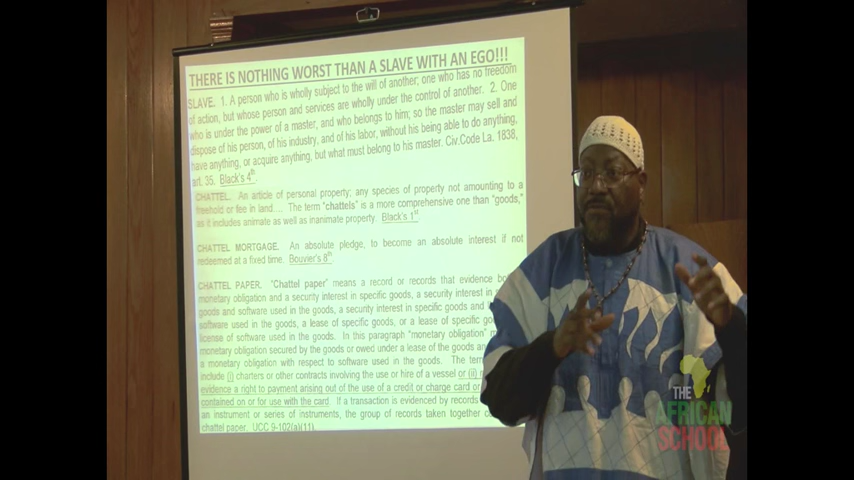 THERE IS NOTHING WORST THAN A SLAVE WITH AN EGO!!!
SLAVE. 1. A person who is wholly subject to the will of another; one who has no freedom
of action, but whose person and services are wholly under the control of another. 2. One
who is under the power of a master, and who belongs to him; so the master may sell and
dispose of his person, of his industry, and of his labor, without his being able to do anything,
have anything, or acquire anything, but what must belong to his master. Civ.Code La. 1838,
art. 35. Black's 4th.
CHATTEL. An article of personal property; any species of property not amounting to a
freehold or fee in land.... The term "chattels" is a more comprehensive one than "goods,"
as it includes animate as well as inanimate property. Black's 1st
CHATTEL MORTGAGE. An absolute pledge, to become an absolute interest if not
redeemed at a fixed time. Bouvier's 8th.
CHATTEL PAPER. "Chattel paper" means a record or records that evidence bo
monetary obligation and a security interest in specific goods, a security interest in
goods and software used in the goods, a security interest in specific goods and
software used in the goods, a lease of specific goods, or a lease of specific go
license of software used in the goods. In this paragraph "monetary obligation"
monetary obligation secured by the goods or owed under a lease of the goods an
a monetary obligation with respect to software used in the goods. The ter
include (i) charters or other contracts involving the use or hire of a vessel or (ii)
evidence a right to payment arising out of the use of a credit or charge card or
contained on or for use with the card. If a transaction is evidenced by records
an instrument or series of instruments, the group of records taken together c
chattel paper. UCC 9-102(a)(11).
THE
AFRICAN
SCHOOL